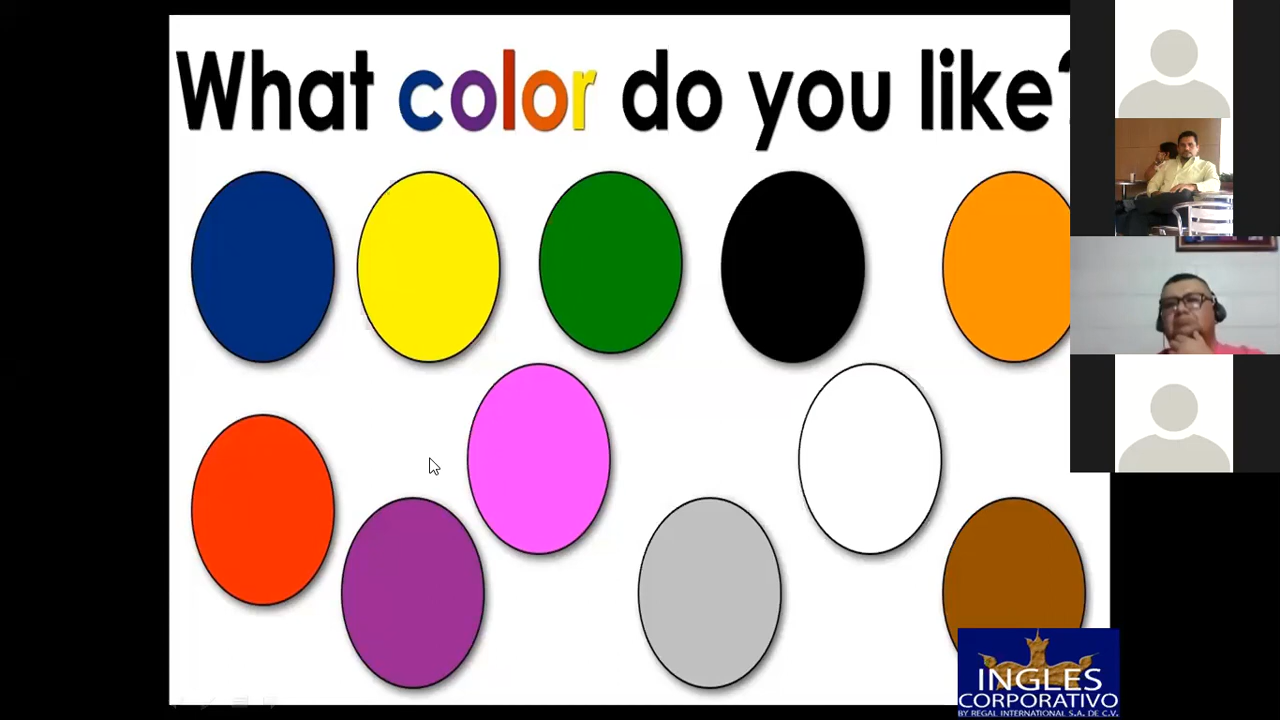 What color do you like?
INGLES
CORPORATIVO
BY REGAL INTERNATIONAL S.A. DE C.V.